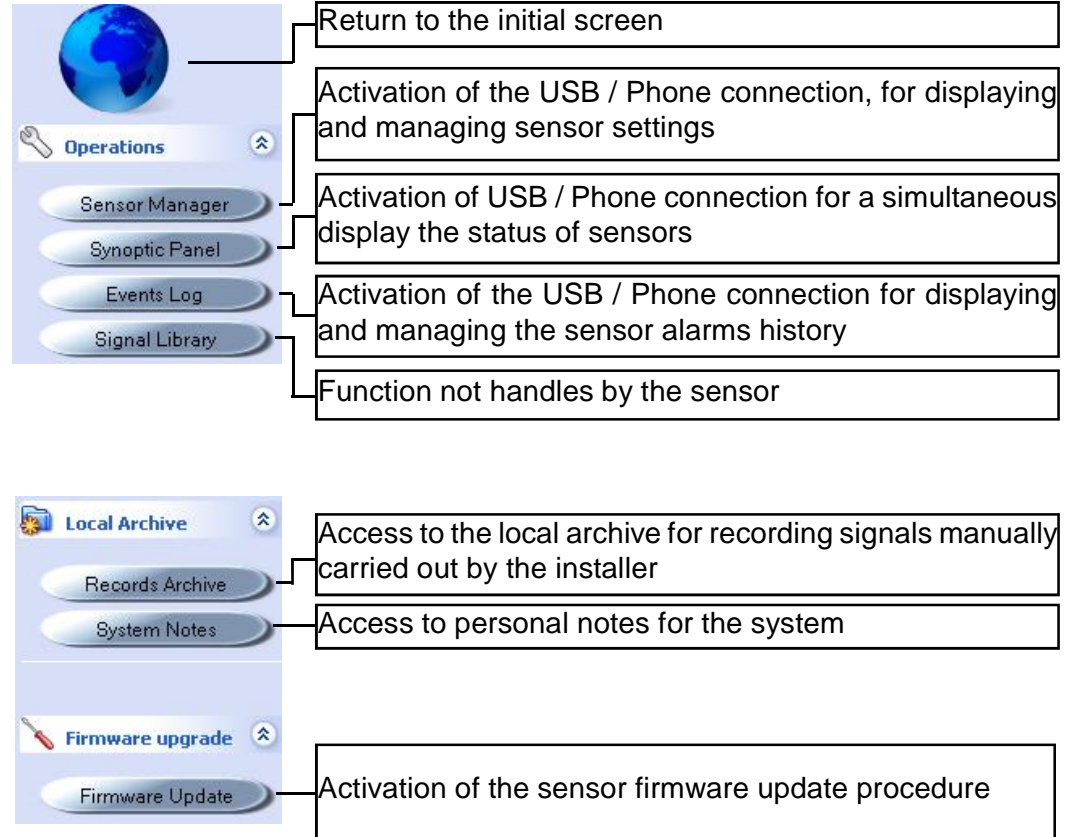 Return to the initial screen
Activation of the USB / Phone connection, for displaying
and managing sensor settings
Operations
Sensor Manager
Activation of USB / Phone connection for a simultaneous
display the status of sensors
Synoptic Panel
Events Log
Activation of the USB / Phone connection for displaying
and managing the sensor alarms history
Signal Library
Function not handles by the sensor
Local Archive
Access to the local archive for recording signals manually
carried out by the installer
Records Archive
System Notes
Access to personal notes for the system
Firmware upgrade
Firmware Update
Activation of the sensor firmware update procedure